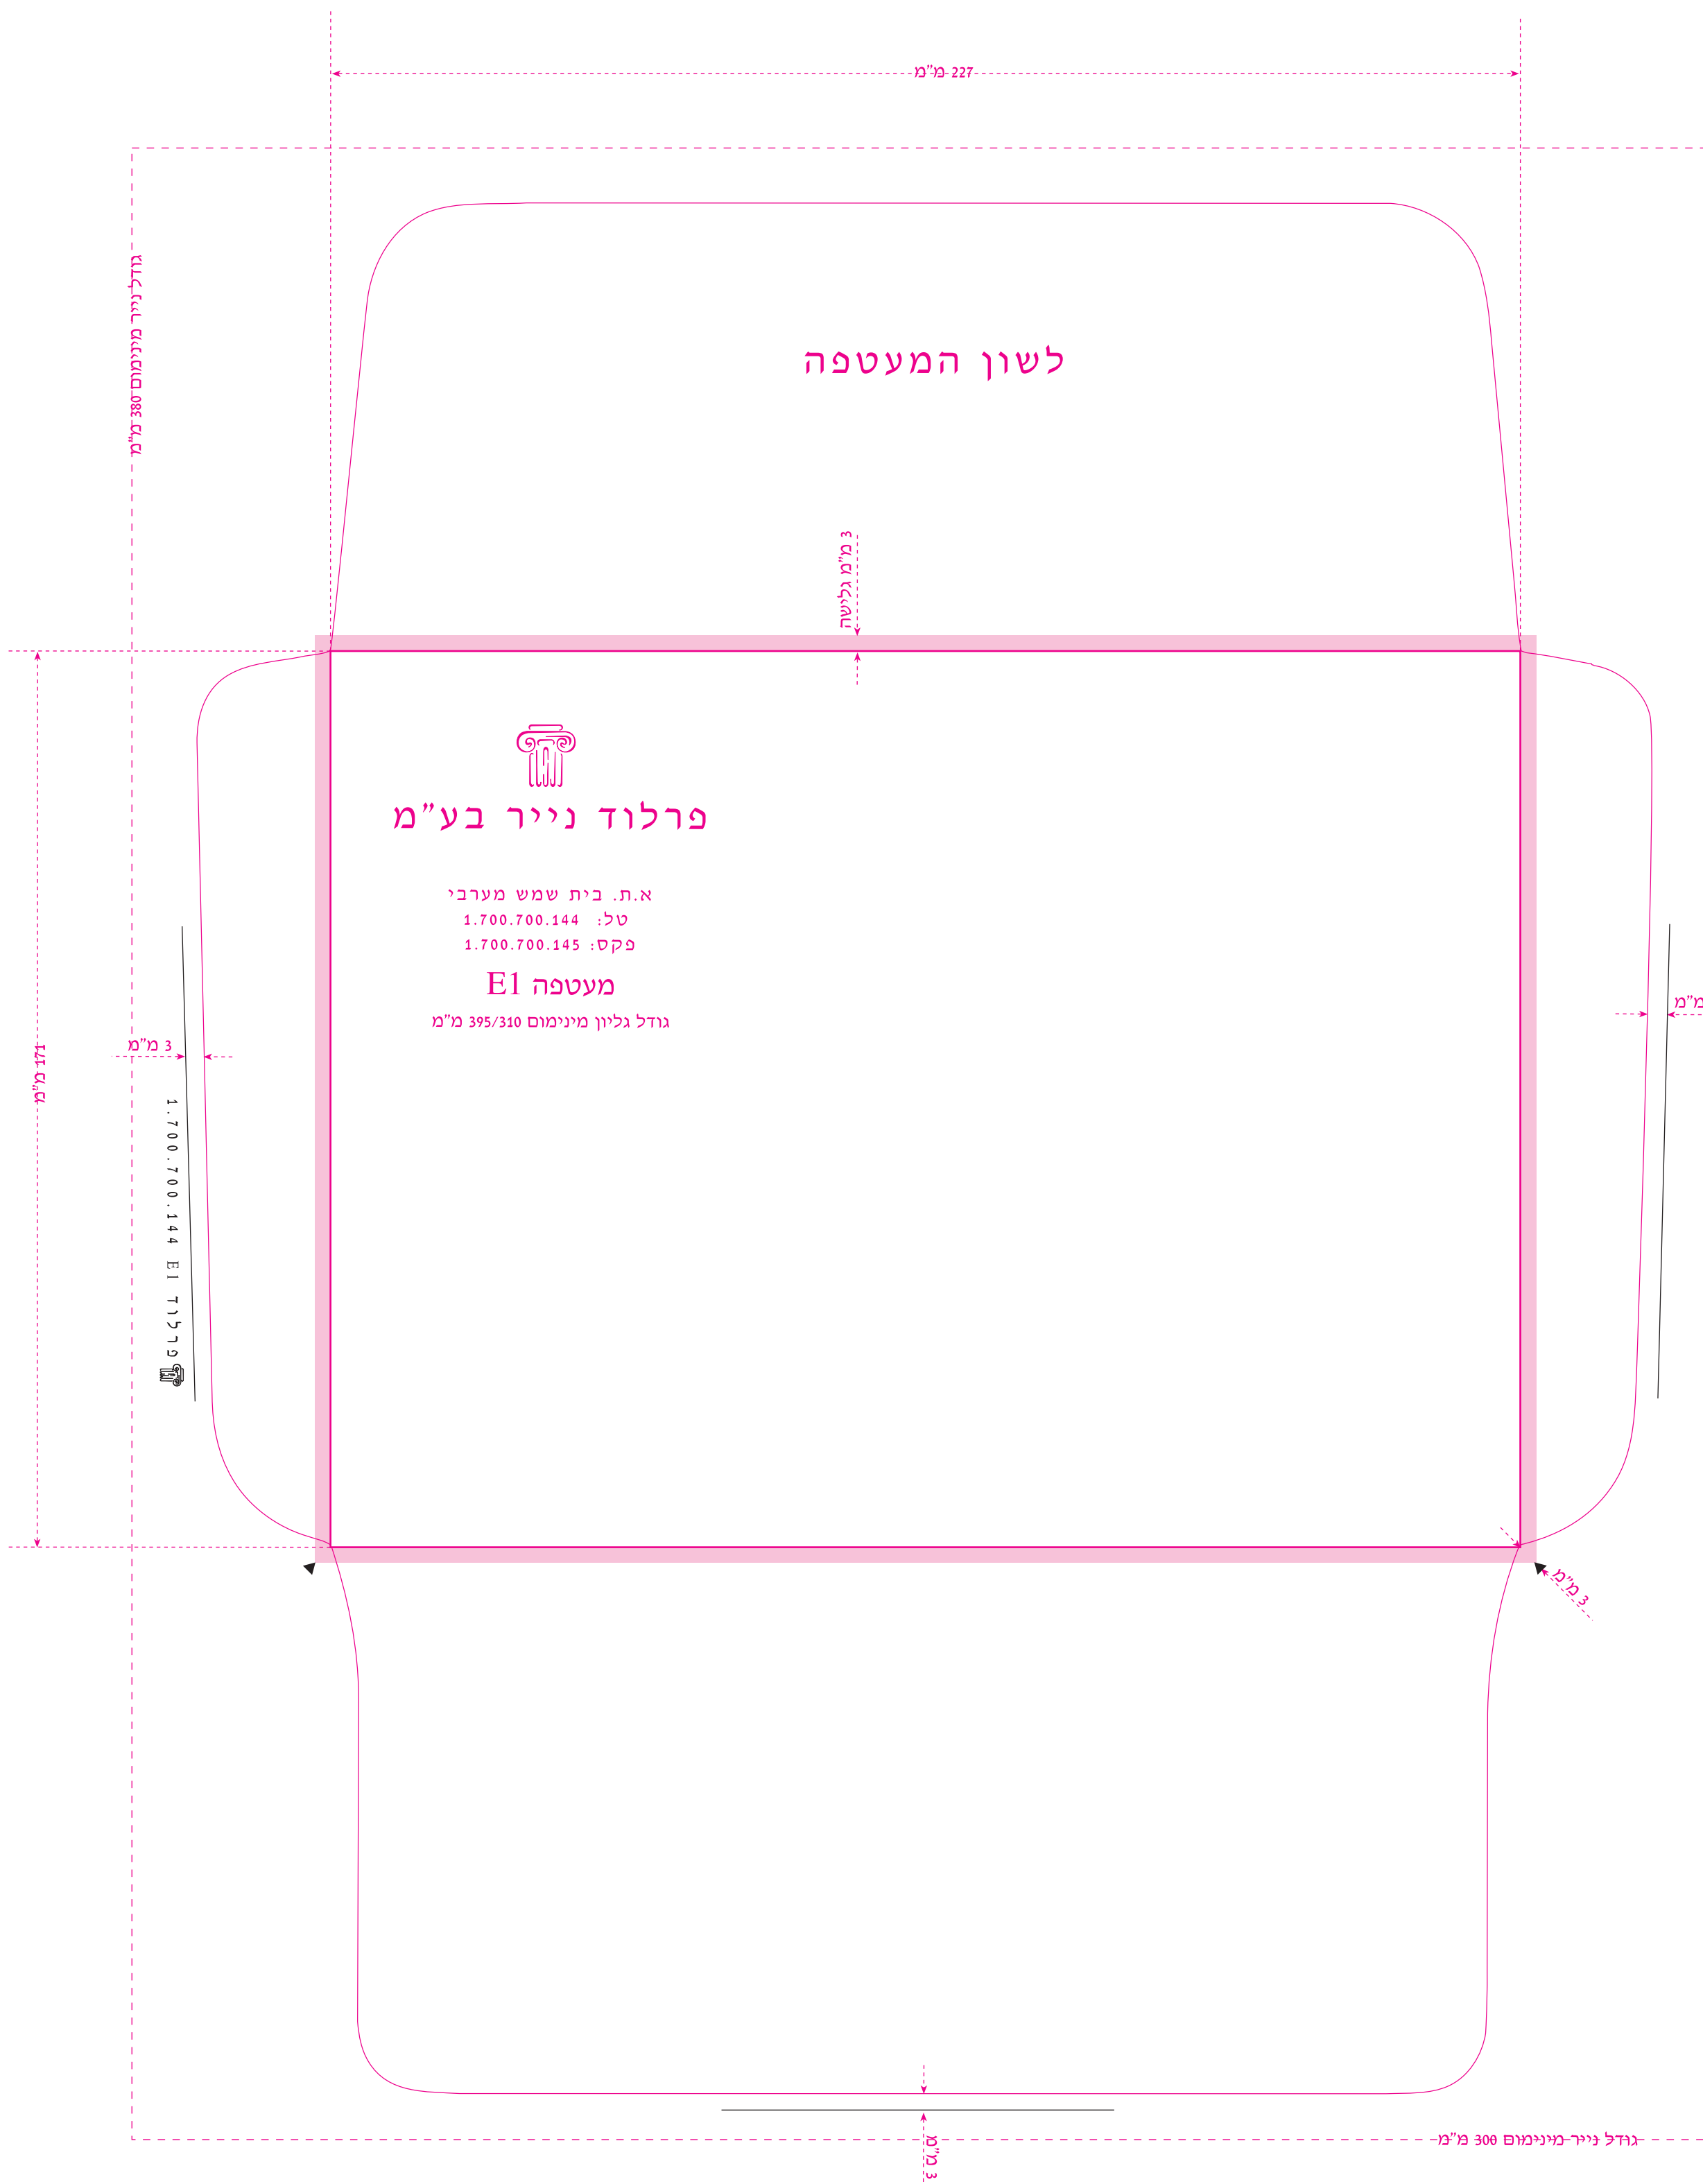 227 מ"מ
גודל נייר מינימום 380 מ"מ
לשון המעטפה
3 מ"מ גלישה
פרלוד נייר בע"מ
א.ת. בית שמש מערבי
טל: 1.700.700.144
פקס: 1.700.700.145
מעטפה E1
גודל גליון מינימום 395/310 מ"מ
מ"מ
3 מ"מ
171 מ"מ
פרלוד E1 1.700.700.144
3 מ"מ
3 מ"מ
גודל נייר מינימום 300 מ"מ